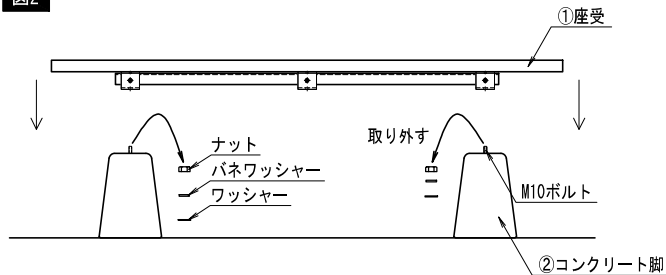 図2
①座受
ナット
取り外す
バネワッシャー
ワッシャー
M10ボルト
②コンクリート脚